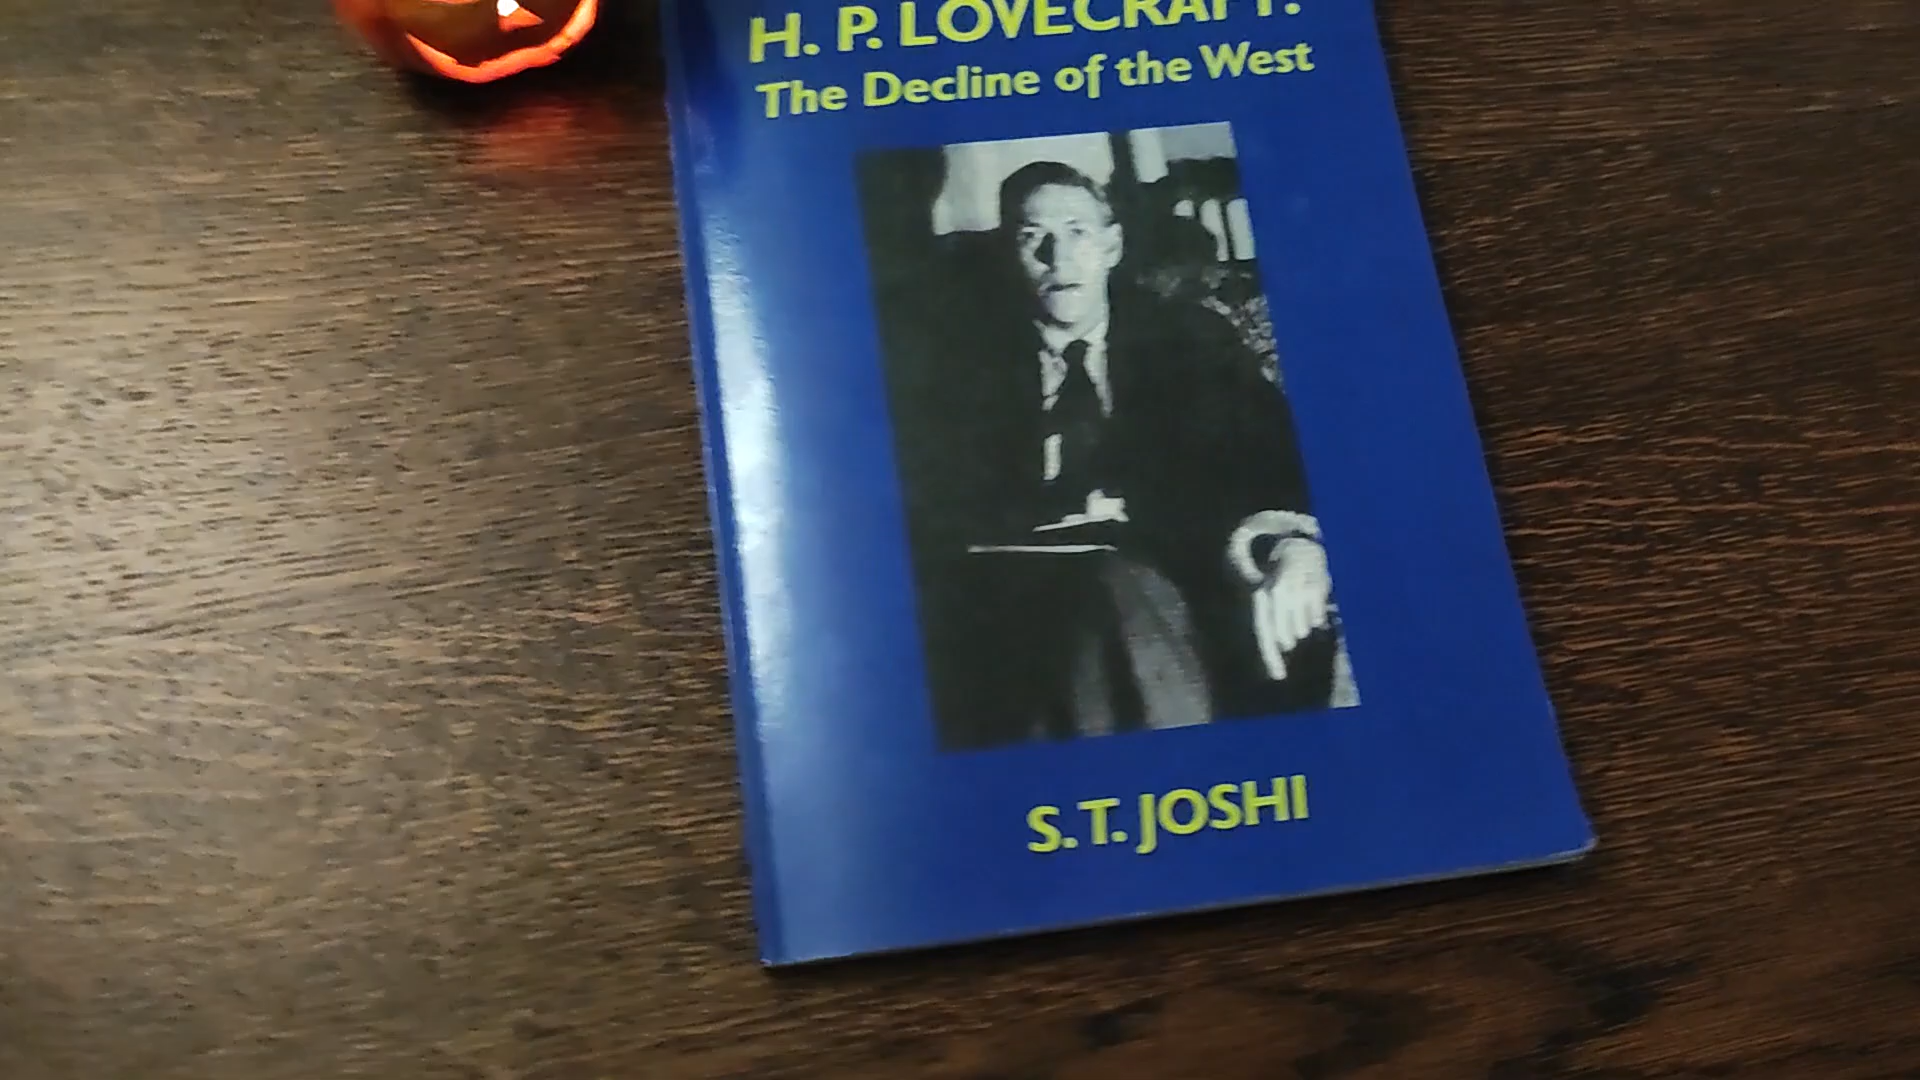 H. P. LOVECRAFT:
The Decline of the West
S. T. JOSHI